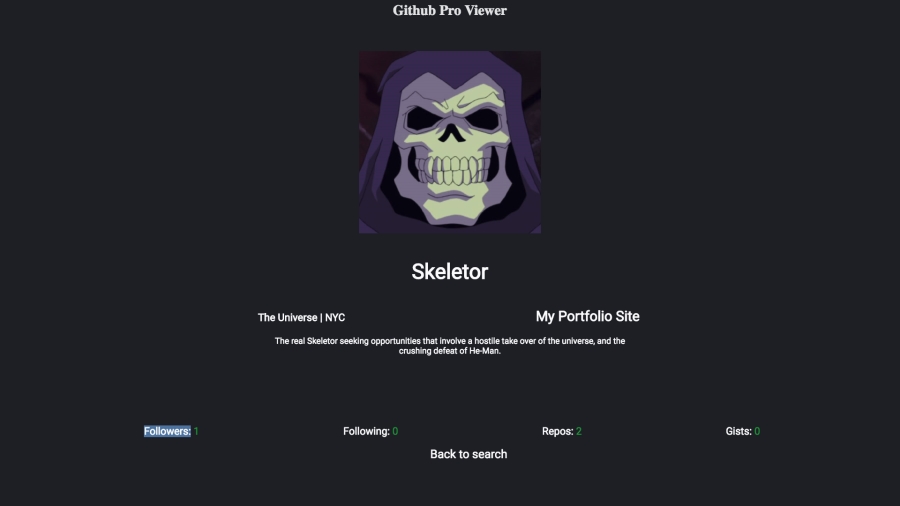 Github Pro Viewer
Skeletor
The Universe | NYC
My Portfolio Site
The real Skeletor seeking opportunities that involve a hostile take over of the universe, and the
crushing defeat of He-Man.
Followers: 1
Following: 0
Repos: 2
Gists: 0
Back to search